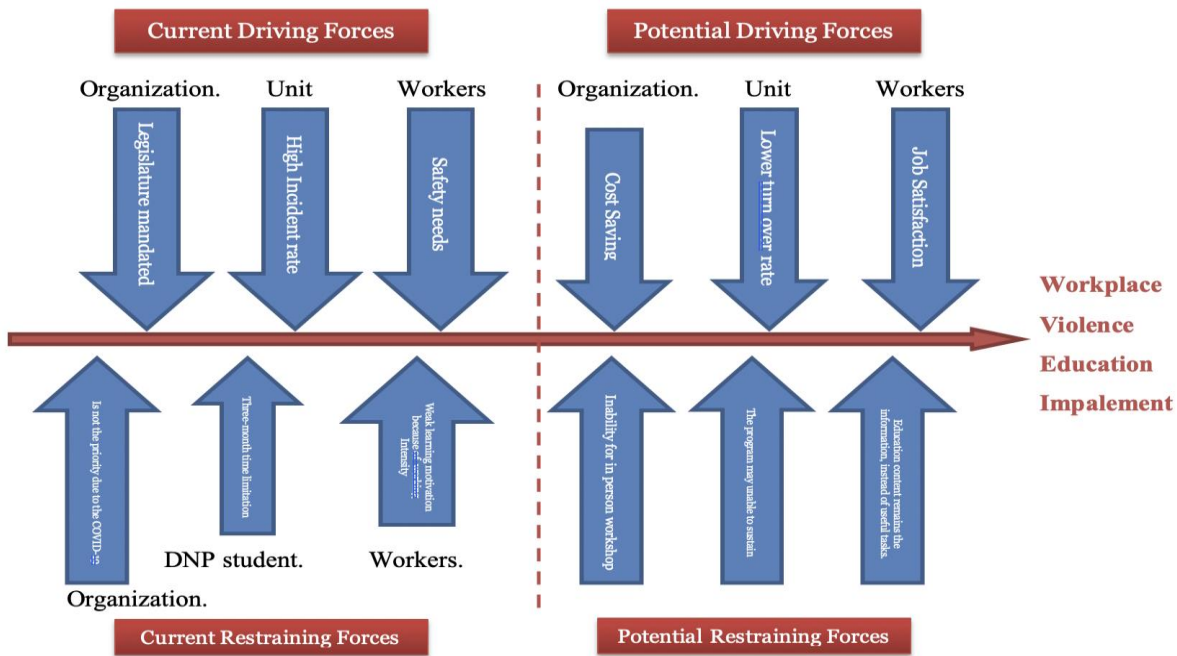 Current Driving Forces
Potential Driving Forces
Organization.
Unit
Workers
Organization.
Unit
Workers
Legislature mandated
High Incident rate
Safety needs
Cost Saving
Lower turn over rate
Job Satisfaction
Workplace
Violence
Education
Impalement
Is not the priority due to the COVID-19
Three-month time limitation
Weak learning motivation
because of working
Intensity
Inability for in person workshop
The program may unable to sustain
Education content remains the
information, instead of useful tasks.
DNP student.
Workers.
Organization.
Current Restraining Forces
Potential Restraining Forces